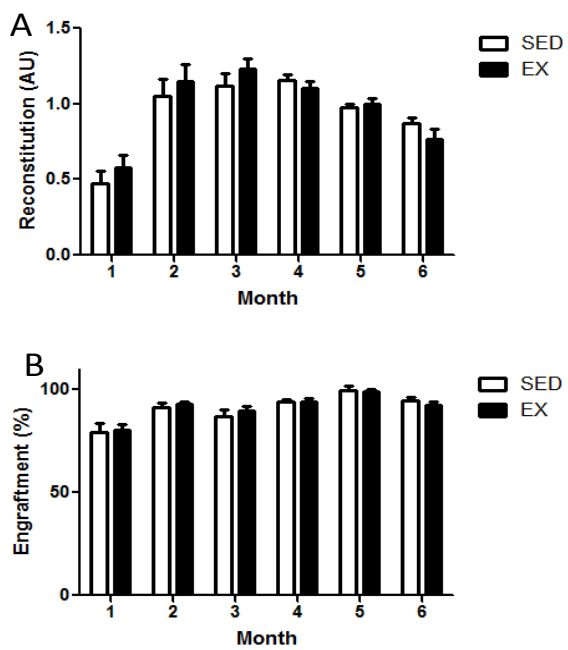 A
Reconstitution (AU)
1.5
1.0
0.5
0.0
1 2 3 4 5 6
Month
SED
EX
B
Engraftment (%)
100
50
0
1 2 3 4 5 6
Month
SED
EX